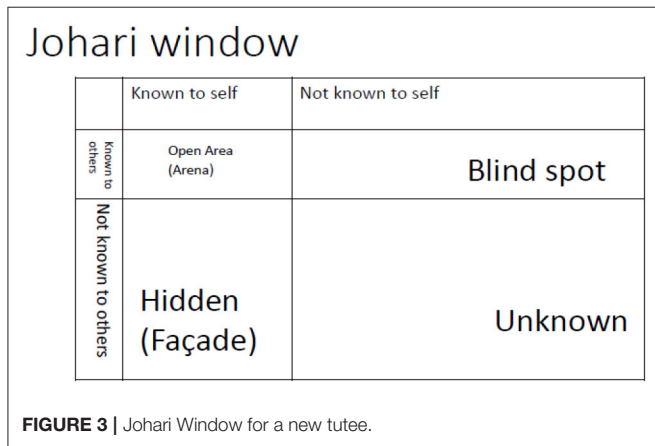 Johari window
Known to self
Not known to self
Known to
others
Open Area
(Arena)
Blind spot
Not known to others
Hidden
(Façade)
Unknown
FIGURE 3 | Johari Window for a new tutee.